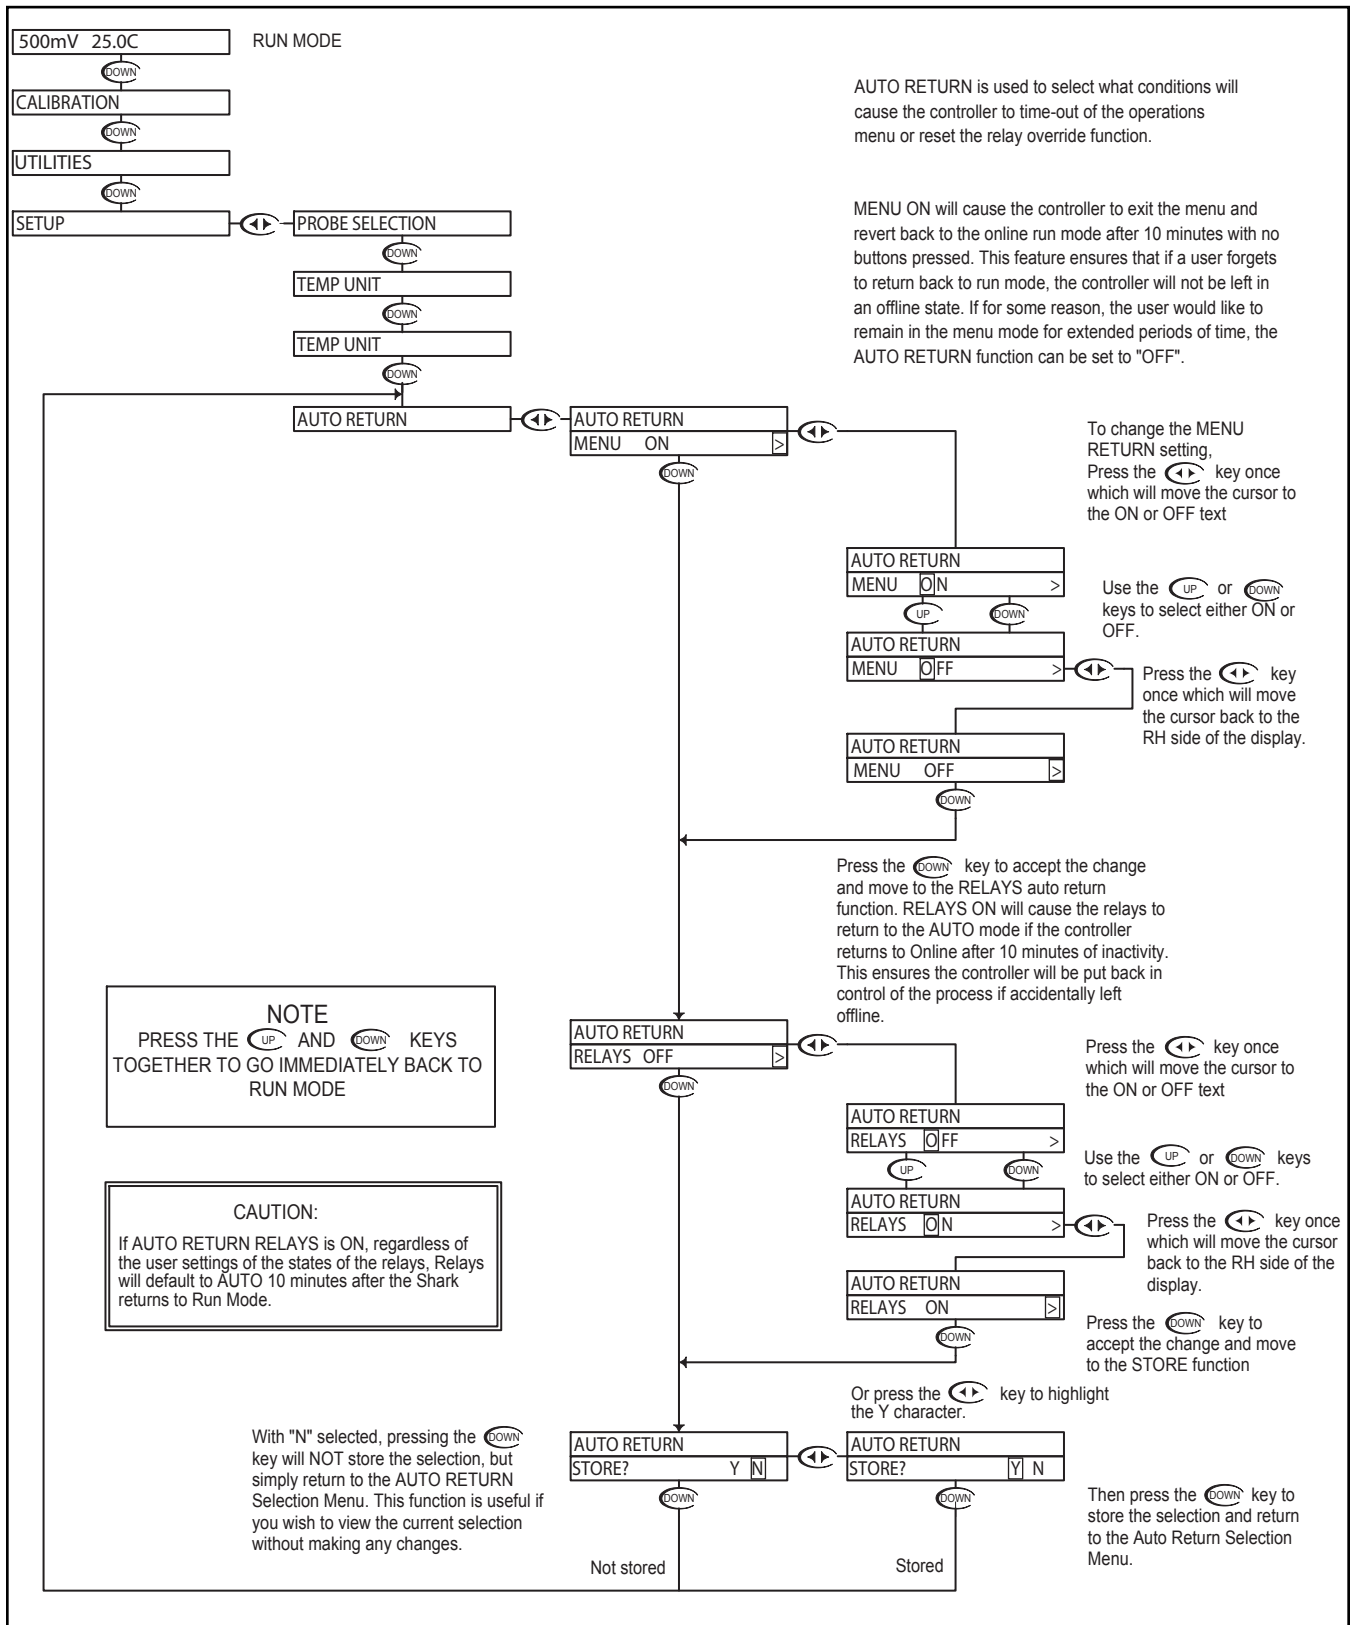 500mV 25.0C
RUN MODE
DOWN
CALIBRATION
DOWN
UTILITIES
DOWN
SETUP
PROBE SELECTION
DOWN
TEMP UNIT
DOWN
TEMP UNIT
DOWN
AUTO RETURN
AUTO RETURN is used to select what conditions will
cause the controller to time-out of the operations
menu or reset the relay override function.
MENU ON will cause the controller to exit the menu and
revert back to the online run mode after 10 minutes with no
buttons pressed. This feature ensures that if a user forgets
to return back to run mode, the controller will not be left in
an offline state. If for some reason, the user would like to
remain in the menu mode for extended periods of time, the
AUTO RETURN function can be set to "OFF".
AUTO RETURN
MENU ON >
DOWN
To change the MENU
RETURN setting,
Press the key once
which will move the cursor to
the ON or OFF text
AUTO RETURN
MENU ON >
UP DOWN
Use the UP or DOWN
keys to select either ON or
OFF.
AUTO RETURN
MENU OFF >
Press the key
once which will move
the cursor back to the
RH side of the display.
AUTO RETURN
MENU OFF >
DOWN
Press the DOWN key to accept the change
and move to the RELAYS auto return
function. RELAYS ON will cause the relays to
return to the AUTO mode if the controller
returns to Online after 10 minutes of inactivity.
This ensures the controller will be put back in
control of the process if accidentally left
offline.
NOTE
PRESS THE UP AND DOWN KEYS
TOGETHER TO GO IMMEDIATELY BACK TO
RUN MODE
AUTO RETURN
RELAYS OFF >
DOWN
Press the key once
which will move the cursor to
the ON or OFF text
AUTO RETURN
RELAYS OFF >
UP DOWN
Use the UP or DOWN keys
to select either ON or OFF.
AUTO RETURN
RELAYS ON >
Press the key once
which will move the cursor
back to the RH side of the
display.
CAUTION:
If AUTO RETURN RELAYS is ON, regardless of
the user settings of the states of the relays, Relays
will default to AUTO 10 minutes after the Shark
returns to Run Mode.
AUTO RETURN
RELAYS ON >
DOWN
Press the DOWN key to
accept the change and move
to the STORE function
Or press the key to highlight
the Y character.
With "N" selected, pressing the DOWN
key will NOT store the selection, but
simply return to the AUTO RETURN
Selection Menu. This function is useful if
you wish to view the current selection
without making any changes.
AUTO RETURN
STORE? Y N
DOWN
AUTO RETURN
STORE? Y N
DOWN
Then press the DOWN key to
store the selection and return
to the Auto Return Selection
Menu.
Not stored
Stored